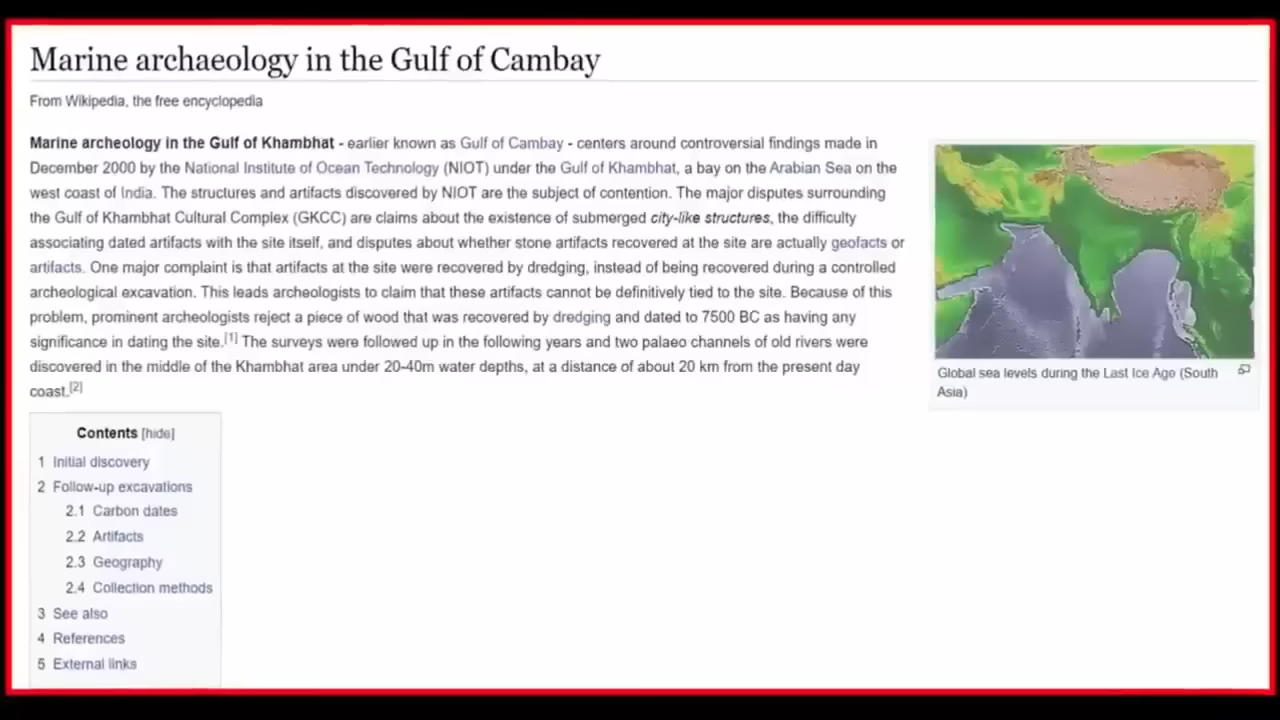 Marine archaeology in the Gulf of Cambay
From Wikipedia, the free encyclopedia
Marine archeology in the Gulf of Khambhat - earlier known as Gulf of Cambay - centers around controversial findings made in
December 2000 by the National Institute of Ocean Technology (NIOT) under the Gulf of Khambhat, a bay on the Arabian Sea on the
west coast of India. The structures and artifacts discovered by NIOT are the subject of contention. The major disputes surrounding
the Gulf of Khambhat Cultural Complex (GKCC) are claims about the existence of submerged city-like structures, the difficulty
associating dated artifacts with the site itself, and disputes about whether stone artifacts recovered at the site are actually geofacts or
artifacts. One major complaint is that artifacts at the site were recovered by dredging, instead of being recovered during a controlled
archeological excavation. This leads archeologists to claim that these artifacts cannot be definitively tied to the site. Because of this
problem, prominent archeologists reject a piece of wood that was recovered by dredging and dated to 7500 BC as having any
significance in dating the site.[1] The surveys were followed up in the following years and two palaeo channels of old rivers were
discovered in the middle of the Khambhat area under 20-40m water depths, at a distance of about 20 km from the present day
coast.[2]
Global sea levels during the Last Ice Age (South
Asia)
Contents [hide]
1 Initial discovery
2 Follow-up excavations
2.1 Carbon dates
2.2 Artifacts
2.3 Geography
2.4 Collection methods
3 See also
4 References
5 External links